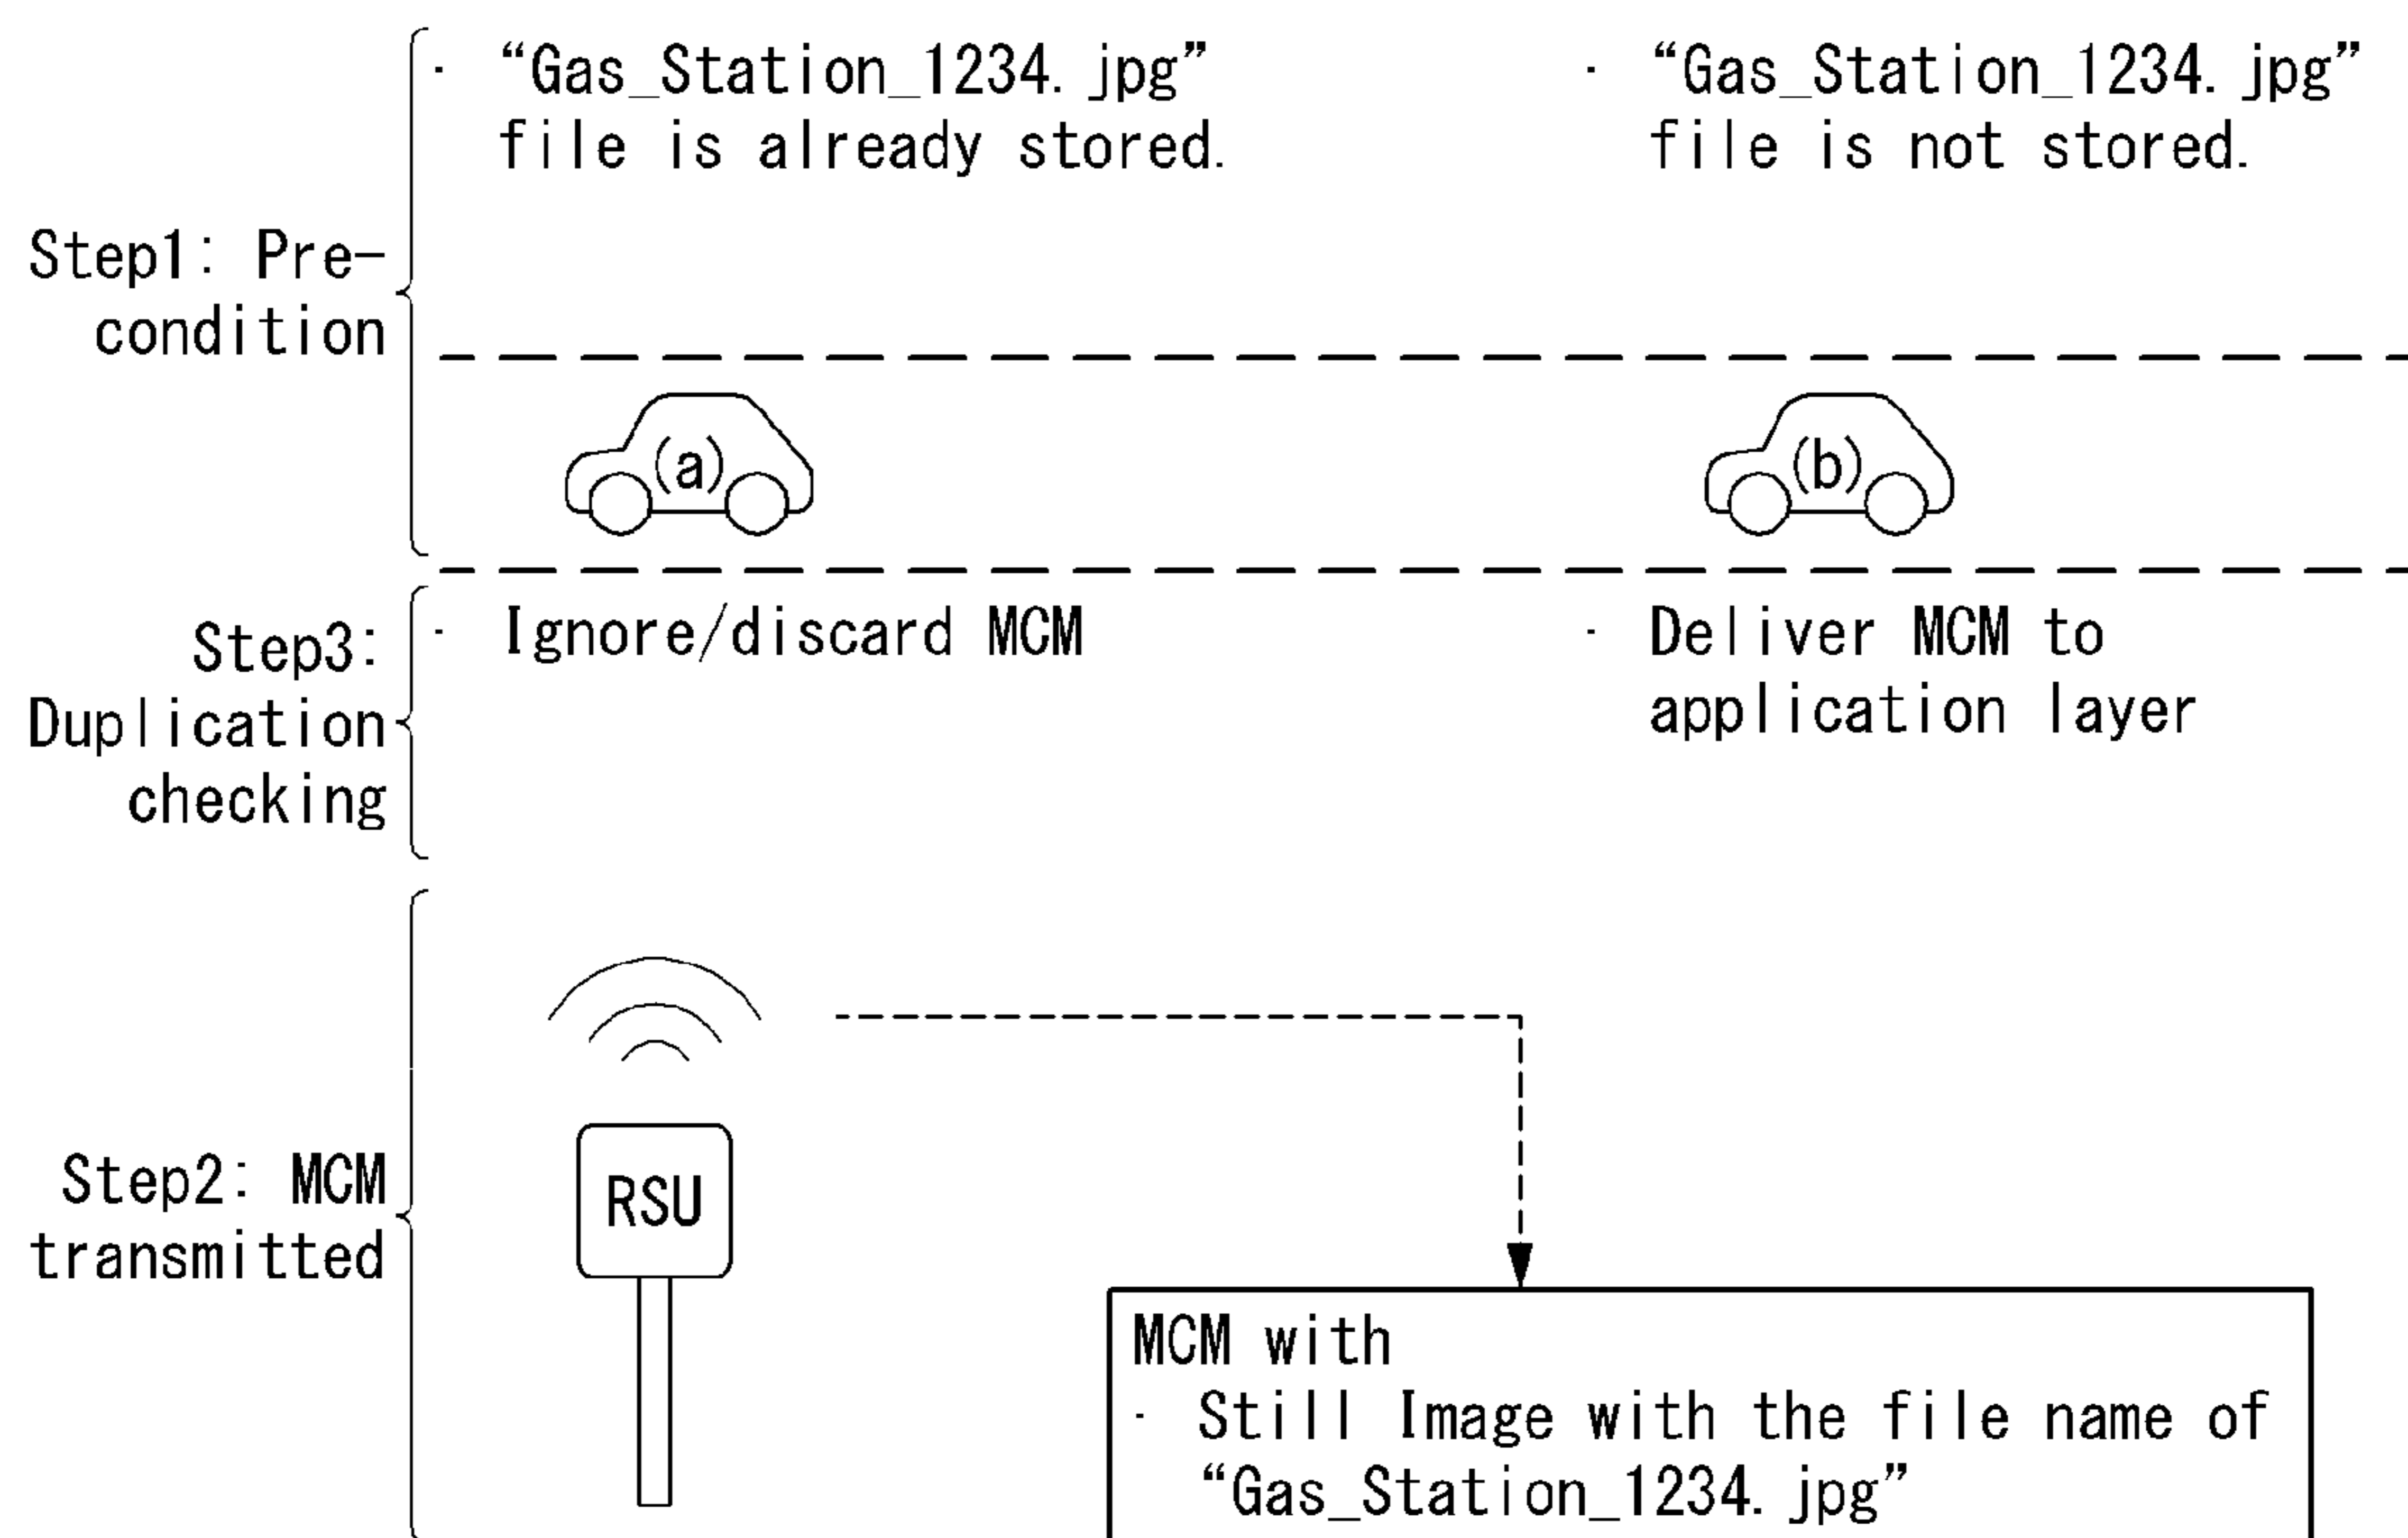 “Gas_Station_1234.jpg”
file is already stored.
“Gas_Station_1234.jpg”
file is not stored.
Step1: Pre-
condition
(a)
(b)
Step3:
Duplication
checking
Ignore/discard MCM
Deliver MCM to
application layer
Step2: MCM
transmitted
RSU
MCM with
· Still Image with the file name of
“Gas_Station_1234.jpg”